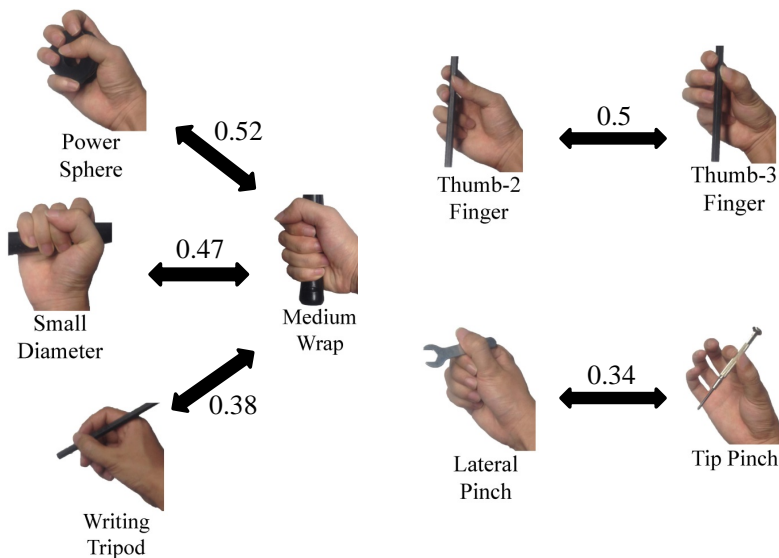 Power
Sphere
0.52
Small
Diameter
0.47
Medium
Wrap
0.38
Writing
Tripod
Thumb-2
Finger
0.5
Thumb-3
Finger
Lateral
Pinch
0.34
Tip Pinch